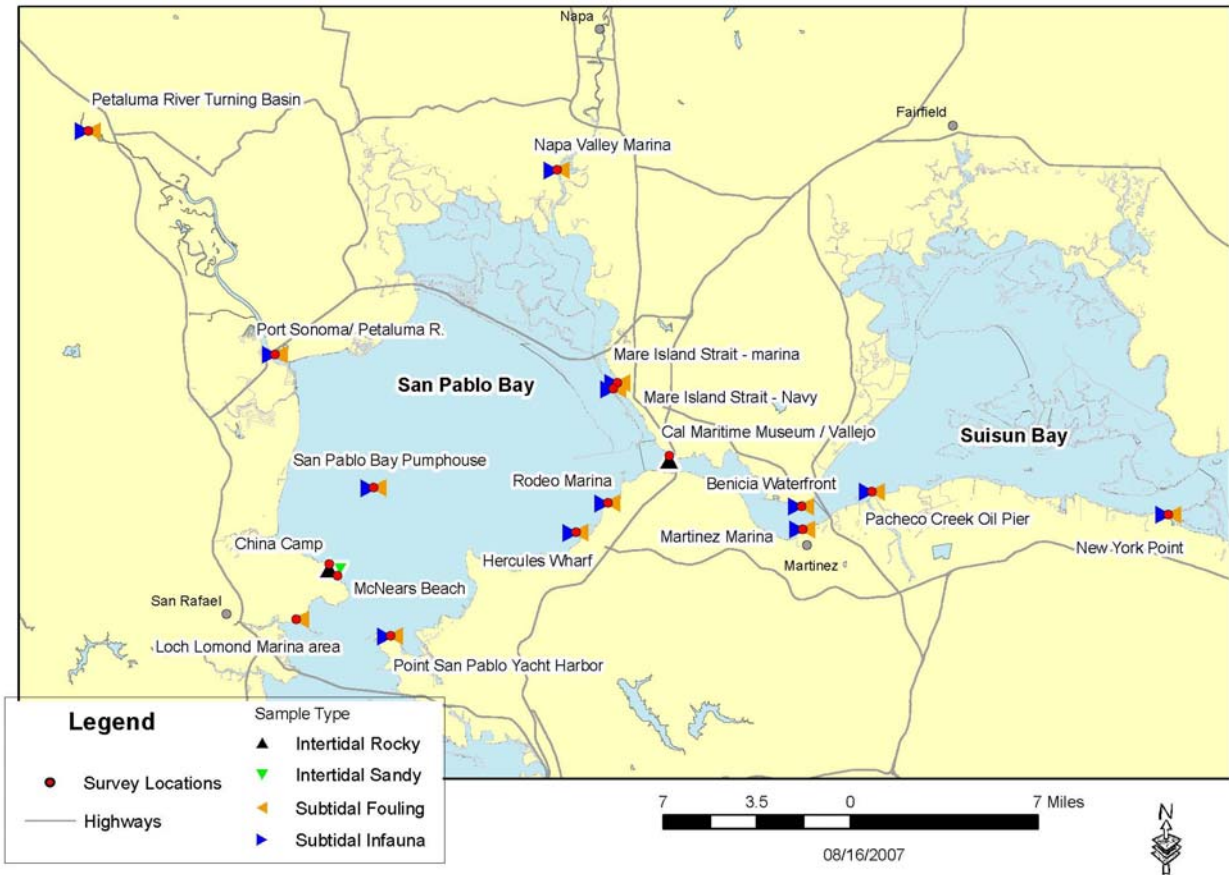 Napa
Petaluma River Turning Basin
Fairfield
Napa Valley Marina
Port Sonoma/ Petaluma R.
Mare Island Strait - marina
San Pablo Bay
Mare Island Strait - Navy
Cal Maritime Museum / Vallejo
Suisun Bay
San Pablo Bay Pumphouse
Rodeo Marina
Benicia Waterfront
Pacheco Creek Oil Pier
Martinez Marina
New York Point
China Camp
Hercules Wharf
Martinez
McNears Beach
San Rafael
Loch Lomond Marina area
Point San Pablo Yacht Harbor
Legend
Survey Locations
Highways
Sample Type
Intertidal Rocky
Intertidal Sandy
Subtidal Fouling
Subtidal Infauna
7 3.5 0 7 Miles
08/16/2007
N